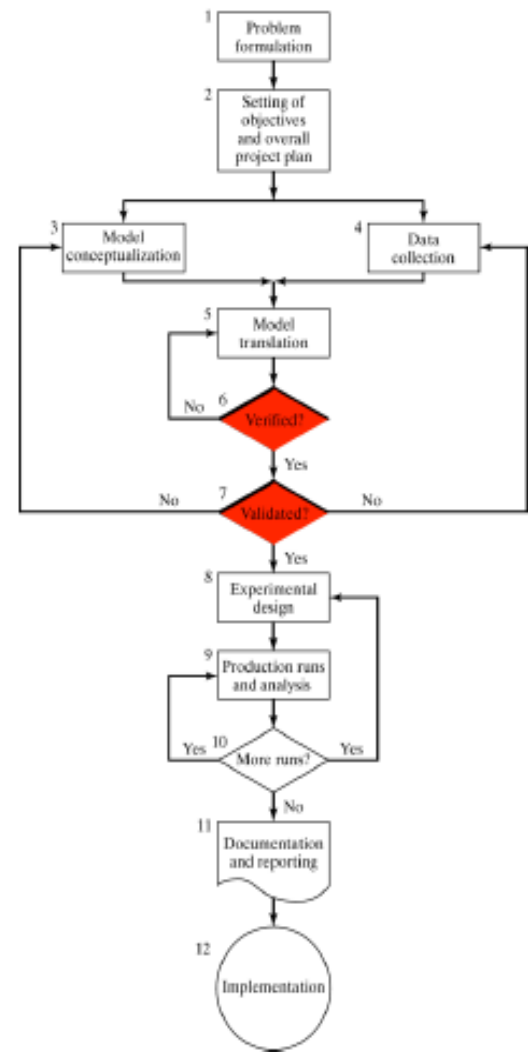 1
Problem
formulation
2
Setting of
objectives
and overall
project plan
3
Model
conceptualization
4
Data
collection
5
Model
translation
6
No
Verified?
Yes
No
7
No
Validated?
Yes
8
Experimental
design
9
Production runs
and analysis
Yes
10
Yes
More runs?
No
11
Documentation
and reporting
12
Implementation